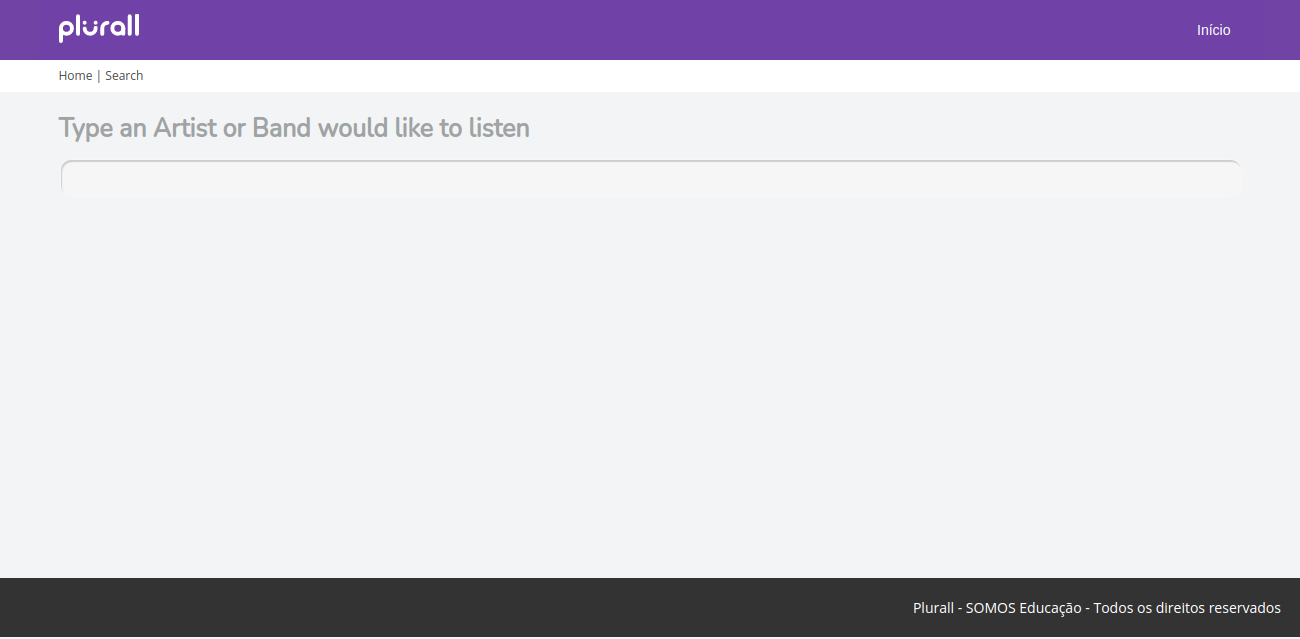 plurall
Início
Home | Search
Type an Artist or Band would like to listen
Plurall - SOMOS Educação - Todos os direitos reservados